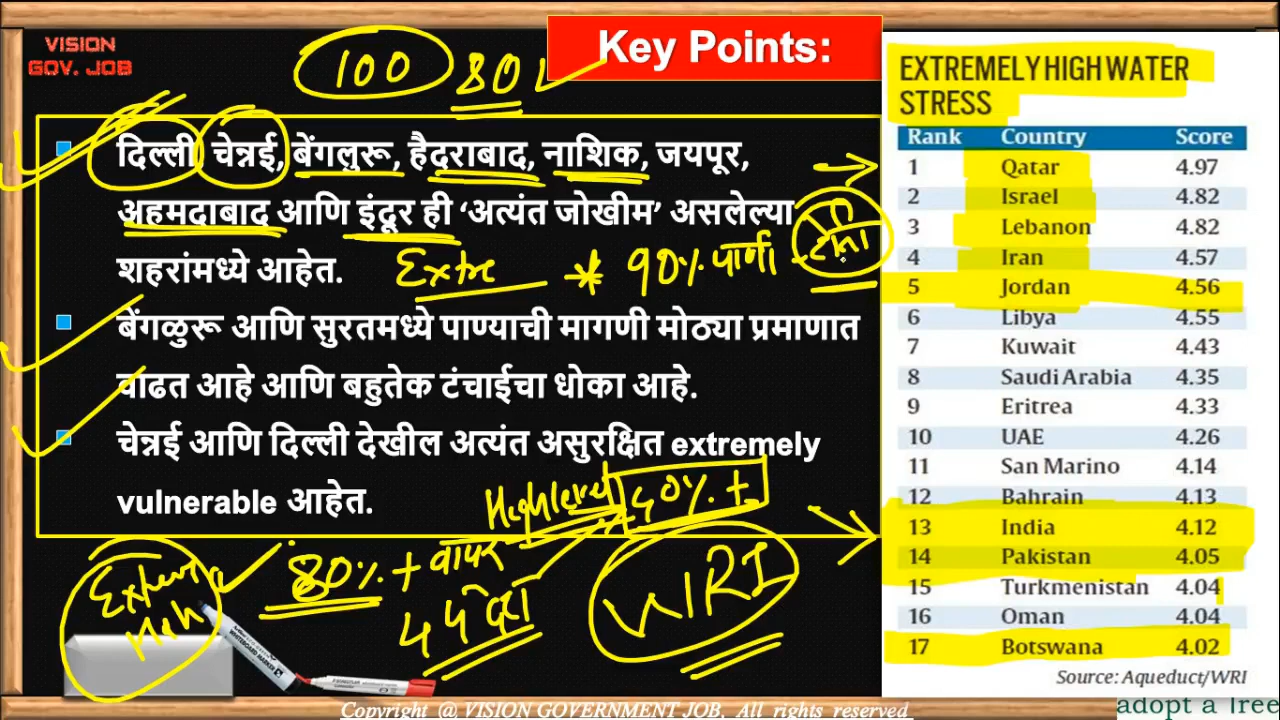 VISION
GOV. JOB
100 80
Key Points:
दिल्ली, चेन्नई, बेंगलुरू, हैदराबाद, नाशिक, जयपूर,
अहमदाबाद आणि इंदूर ही ‘अत्यंत जोखीम’ असलेल्या
शहरांमध्ये आहेत.
Extre * 90% पाणी
बेंगळुरू आणि सुरतमध्ये पाण्याची मागणी मोठ्या प्रमाणात
वाढत आहे आणि बहुतेक टंचाईचा धोका आहे.
चेन्नई आणि दिल्ली देखील अत्यंत असुरक्षित extremely
vulnerable आहेत.
High level 40% +
80% + वापर
44 देश
WRI
EXTREMELY HIGH WATER
STRESS
Rank Country Score
1 Qatar 4.97
2 Israel 4.82
3 Lebanon 4.82
4 Iran 4.57
5 Jordan 4.56
6 Libya 4.55
7 Kuwait 4.43
8 Saudi Arabia 4.35
9 Eritrea 4.33
10 UAE 4.26
11 San Marino 4.14
12 Bahrain 4.13
13 India 4.12
14 Pakistan 4.05
15 Turkmenistan 4.04
16 Oman 4.04
17 Botswana 4.02
Source: Aqueduct/WRI
Copyright @ VISION GOVERNMENT JOB. All rights reserved
adopt a Tree